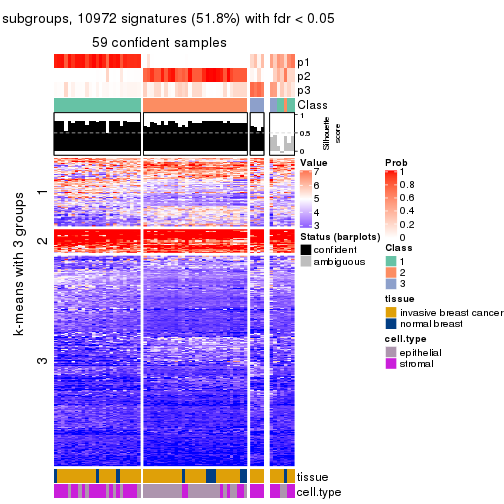 subgroups, 10972 signatures (51.8%) with fdr < 0.05
59 confident samples
p1
p2
p3
Class
1
0.5
0
Silhouette
score
k-means with 3 groups
1
2
3
tissue
cell.type
Value
7
6
5
4
3
Status (barplots)
confident
ambiguous
Prob
1
0.8
0.6
0.4
0.2
0
Class
1
2
3
tissue
invasive breast cancer
normal breast
cell.type
epithelial
stromal